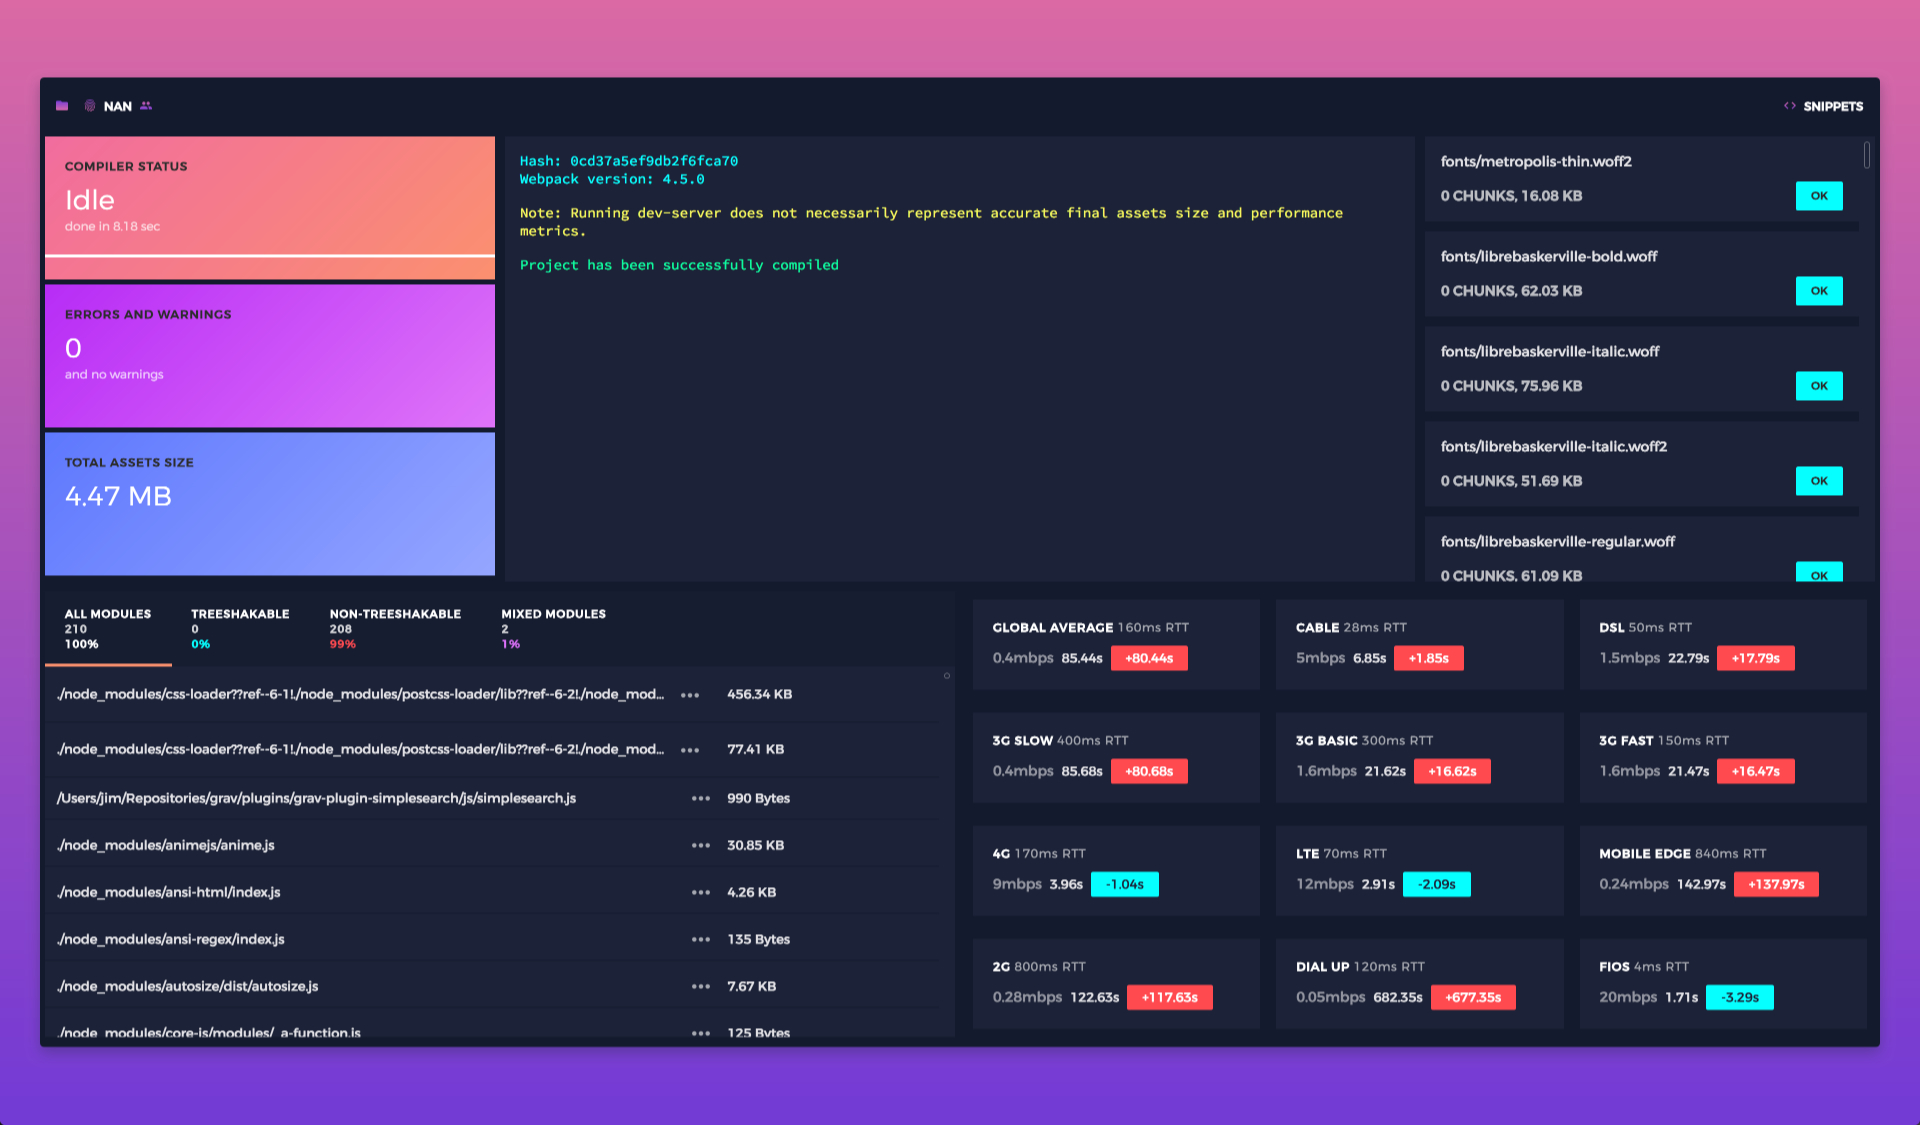 NAN
SNIPPETS
COMPILER STATUS
Idle
done in 8.18 sec
ERRORS AND WARNINGS
0
and no warnings
TOTAL ASSETS SIZE
4.47 MB
Hash: 0cd37a5ef9db2f6fca70
Webpack version: 4.5.0
Note: Running dev-server does not necessarily represent accurate final assets size and performance
metrics.
Project has been successfully compiled
fonts/metropolis-thin.woff2
0 CHUNKS, 16.08 KB OK
fonts/librebaskerville-bold.woff
0 CHUNKS, 62.03 KB OK
fonts/librebaskerville-italic.woff
0 CHUNKS, 75.96 KB OK
fonts/librebaskerville-italic.woff2
0 CHUNKS, 51.69 KB OK
fonts/librebaskerville-regular.woff
0 CHUNKS, 61.09 KB OK
ALL MODULES TREESHAKABLE NON-TREESHAKABLE MIXED MODULES
210 0 208 2
100% 0% 99% 1%
./node_modules/css-loader??ref--6-1!./node_modules/postcss-loader/lib??ref--6-2!./node_mod... ••• 456.34 KB
./node_modules/css-loader??ref--6-1!./node_modules/postcss-loader/lib??ref--6-2!./node_mod... ••• 77.41 KB
/Users/jim/Repositories/grav/plugins/grav-plugin-simplesearch/js/simplesearch.js ••• 990 Bytes
./node_modules/animejs/anime.js ••• 30.85 KB
./node_modules/ansi-html/index.js ••• 4.26 KB
./node_modules/ansi-regex/index.js ••• 135 Bytes
./node_modules/autosize/dist/autosize.js ••• 7.67 KB
./node_modules/core-js/modules/_a-function.js ••• 125 Bytes
GLOBAL AVERAGE 160ms RTT
0.4mbps 85.44s +80.44s
CABLE 28ms RTT
5mbps 6.85s +1.85s
DSL 50ms RTT
1.5mbps 22.79s +17.79s
3G SLOW 400ms RTT
0.4mbps 85.68s +80.68s
3G BASIC 300ms RTT
1.6mbps 21.62s +16.62s
3G FAST 150ms RTT
1.6mbps 21.47s +16.47s
4G 170ms RTT
9mbps 3.96s -1.04s
LTE 70ms RTT
12mbps 2.91s -2.09s
MOBILE EDGE 840ms RTT
0.24mbps 142.97s +137.97s
2G 800ms RTT
0.28mbps 122.63s +117.63s
DIAL UP 120ms RTT
0.05mbps 682.35s +677.35s
FIOS 4ms RTT
20mbps 1.71s -3.29s